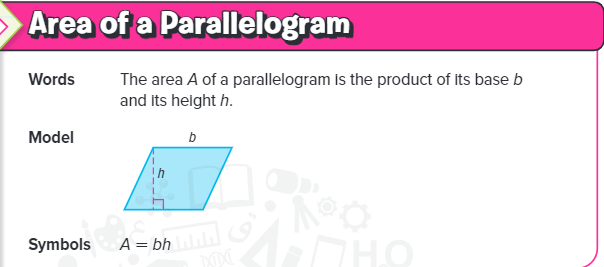 Area of a Parallelogram
Words The area A of a parallelogram is the product of its base b
and its height h.
Model b
h
Symbols A = bh
H₂O